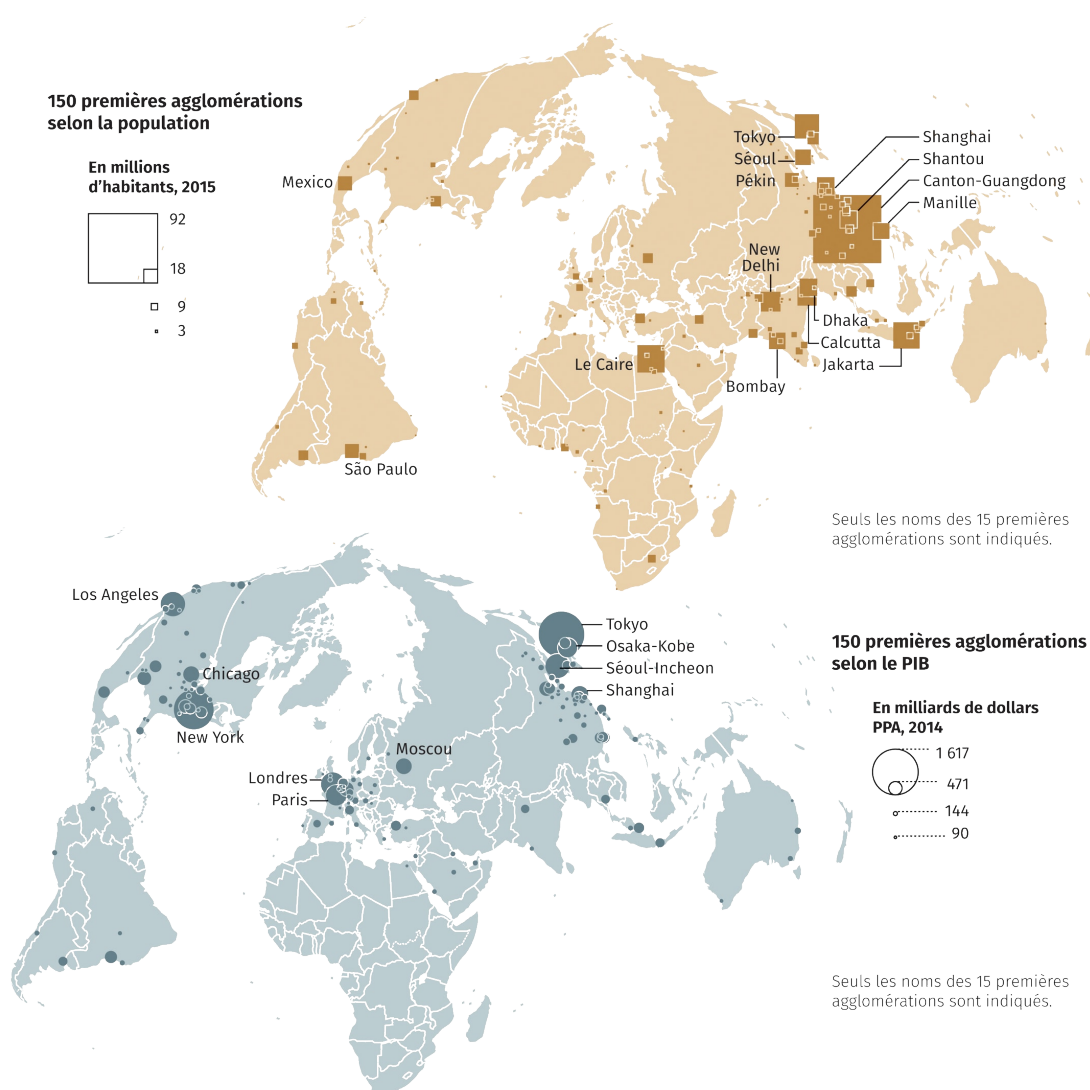 150 premières agglomérations
selon la population
En millions
d’habitants, 2015
92
18
9
3
Mexico
São Paulo
Le Caire
Tokyo
Séoul
Pékin
New
Delhi
Shanghai
Shantou
Canton-Guangdong
Manille
Dhaka
Calcutta
Jakarta
Bombay
Seuls les noms des 15 premières
agglomérations sont indiqués.
Los Angeles
Chicago
New York
Londres
Paris
Moscou
Tokyo
Osaka-Kobe
Séoul-Incheon
Shanghai
150 premières agglomérations
selon le PIB
En milliards de dollars
PPA, 2014
1 617
471
144
90
Seuls les noms des 15 premières
agglomérations sont indiqués.